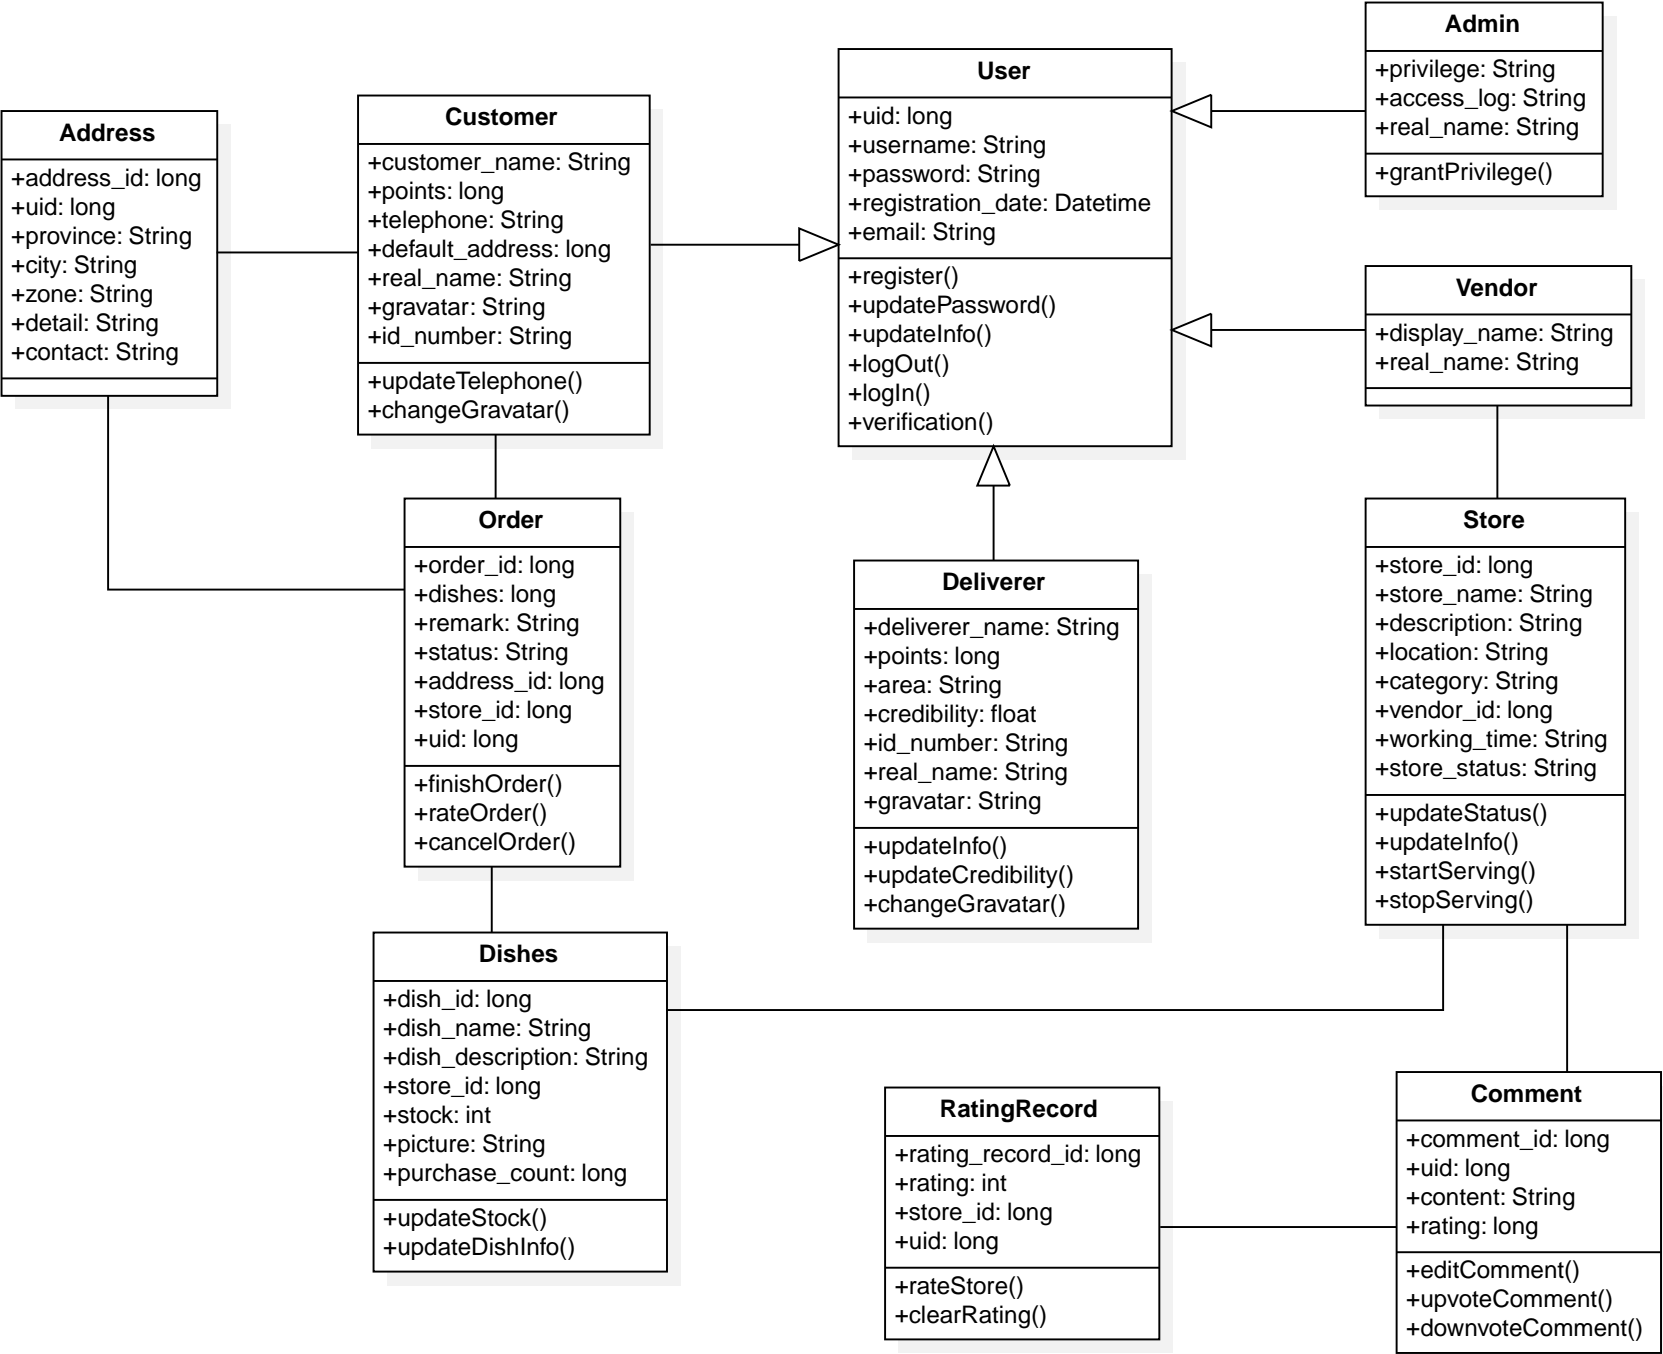 Address
+address_id: long
+uid: long
+province: String
+city: String
+zone: String
+detail: String
+contact: String
Customer
+customer_name: String
+points: long
+telephone: String
+default_address: long
+real_name: String
+gravatar: String
+id_number: String
+updateTelephone()
+changeGravatar()
User
+uid: long
+username: String
+password: String
+registration_date: Datetime
+email: String
+register()
+updatePassword()
+updateInfo()
+logOut()
+logIn()
+verification()
Admin
+privilege: String
+access_log: String
+real_name: String
+grantPrivilege()
Vendor
+display_name: String
+real_name: String
Order
+order_id: long
+dishes: long
+remark: String
+status: String
+address_id: long
+store_id: long
+uid: long
+finishOrder()
+rateOrder()
+cancelOrder()
Deliverer
+deliverer_name: String
+points: long
+area: String
+credibility: float
+id_number: String
+real_name: String
+gravatar: String
+updateInfo()
+updateCredibility()
+changeGravatar()
Store
+store_id: long
+store_name: String
+description: String
+location: String
+category: String
+vendor_id: long
+working_time: String
+store_status: String
+updateStatus()
+updateInfo()
+startServing()
+stopServing()
Dishes
+dish_id: long
+dish_name: String
+dish_description: String
+store_id: long
+stock: int
+picture: String
+purchase_count: long
+updateStock()
+updateDishInfo()
RatingRecord
+rating_record_id: long
+rating: int
+store_id: long
+uid: long
+rateStore()
+clearRating()
Comment
+comment_id: long
+uid: long
+content: String
+rating: long
+editComment()
+upvoteComment()
+downvoteComment()